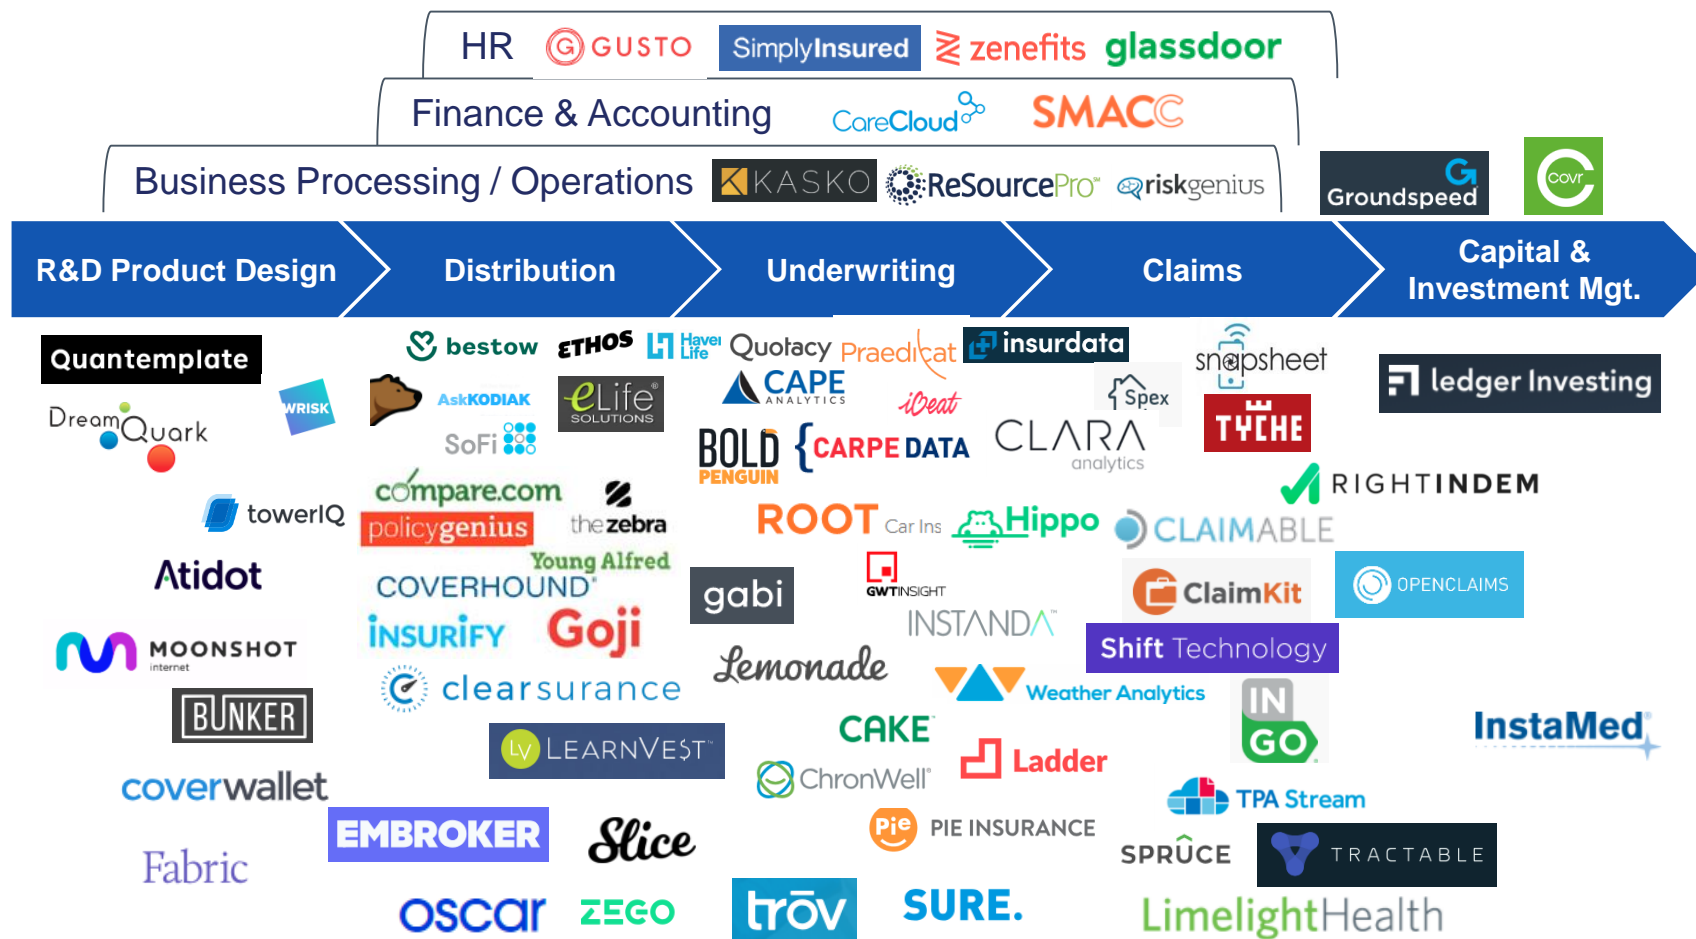 HR GUSTO SimplyInsured zenefits glassdoor
Finance & Accounting CareCloud SMACC
Business Processing / Operations KASKO ReSourcePro riskgenius
Groundspeed
covr
R&D Product Design
Distribution
Underwriting
Claims
Capital &
Investment Mgt.
Quantemplate
DreamQuark
WRISK
towerIQ
Atidot
MOONSHOT
internet
BUNKER
coverwallet
Fabric
bestow
ETHOS
Haven
Life
AskKODIAK
eLife
SOLUTIONS
SoFi
compare.com
policygenius
the zebra
Young Alfred
COVERHOUND
INSURIFY
Goji
clearsurance
LV LEARNVEST
EMBROKER
Slice
oscar
ZEGO
Quotacy
Praedicat
insurdata
CAPE
ANALYTICS
iBeat
Spex
BOLD
PENGUIN
{CARPE DATA
CLARA
analytics
ROOT Car Ins
Hippo
gabi
GWTINSIGHT
INSTANDA™
Lemonade
Weather Analytics
CAKE
ChronWell
Ladder
Pie PIE INSURANCE
trōv
SURE.
snapsheet
TYCHE
RIGHTINDEM
CLAIMABLE
ClaimKit
OPENCLAIMS
Shift Technology
IN
GO
TPA Stream
SPRÛCE
TRACTABLE
LimelightHealth
ledger Investing
InstaMed